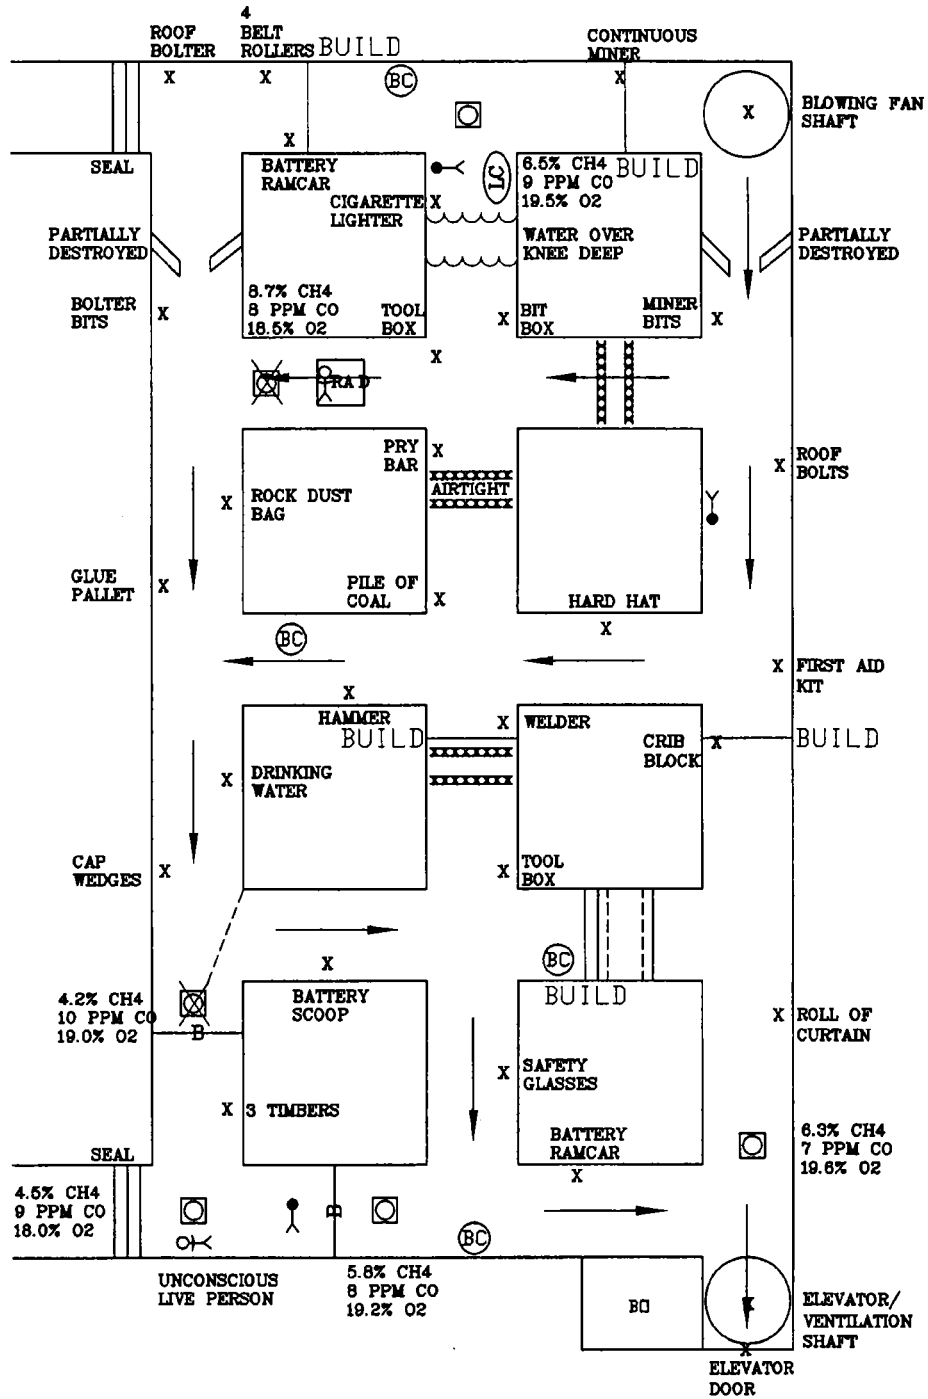 4
ROOF
BOLTER
BELT
ROLLERS
BUILD
CONTINUOUS
MINER
X
X
BC
X
X
BLOWING FAN
SHAFT
X
SEAL
BATTERY
RAMCAR
LC
6.5% CH4
9 PPM CO
19.5% O2
BUILD
CIGARETTE
LIGHTER
X
PARTIALLY
DESTROYED
WATER OVER
KNEE DEEP
PARTIALLY
DESTROYED
8.7% CH4
8 PPM CO
18.5% O2
BOLTER
BITS
X
TOOL
BOX
X
X
BIT
BOX
MINER
BITS
X
RAD
PRY
BAR
X
X
ROOF
BOLTS
AIRTIGHT
X
ROCK DUST
BAG
GLUE
PALLET
X
PILE OF
COAL
X
HARD HAT
X
BC
X
FIRST AID
KIT
X
HAMMER
BUILD
X
WELDER
CRIB
BLOCK
X
BUILD
X
DRINKING
WATER
CAP
WEDGES
X
X
TOOL
BOX
X
BC
BATTERY
SCOOP
BUILD
4.2% CH4
10 PPM CO
19.0% O2
B
X
ROLL OF
CURTAIN
X
SAFETY
GLASSES
X
3 TIMBERS
BATTERY
RAMCAR
X
6.3% CH4
7 PPM CO
19.6% O2
SEAL
4.5% CH4
9 PPM CO
18.0% O2
B
BC
UNCONSCIOUS
LIVE PERSON
5.8% CH4
8 PPM CO
19.2% O2
BO
X
ELEVATOR/
VENTILATION
SHAFT
X
ELEVATOR
DOOR